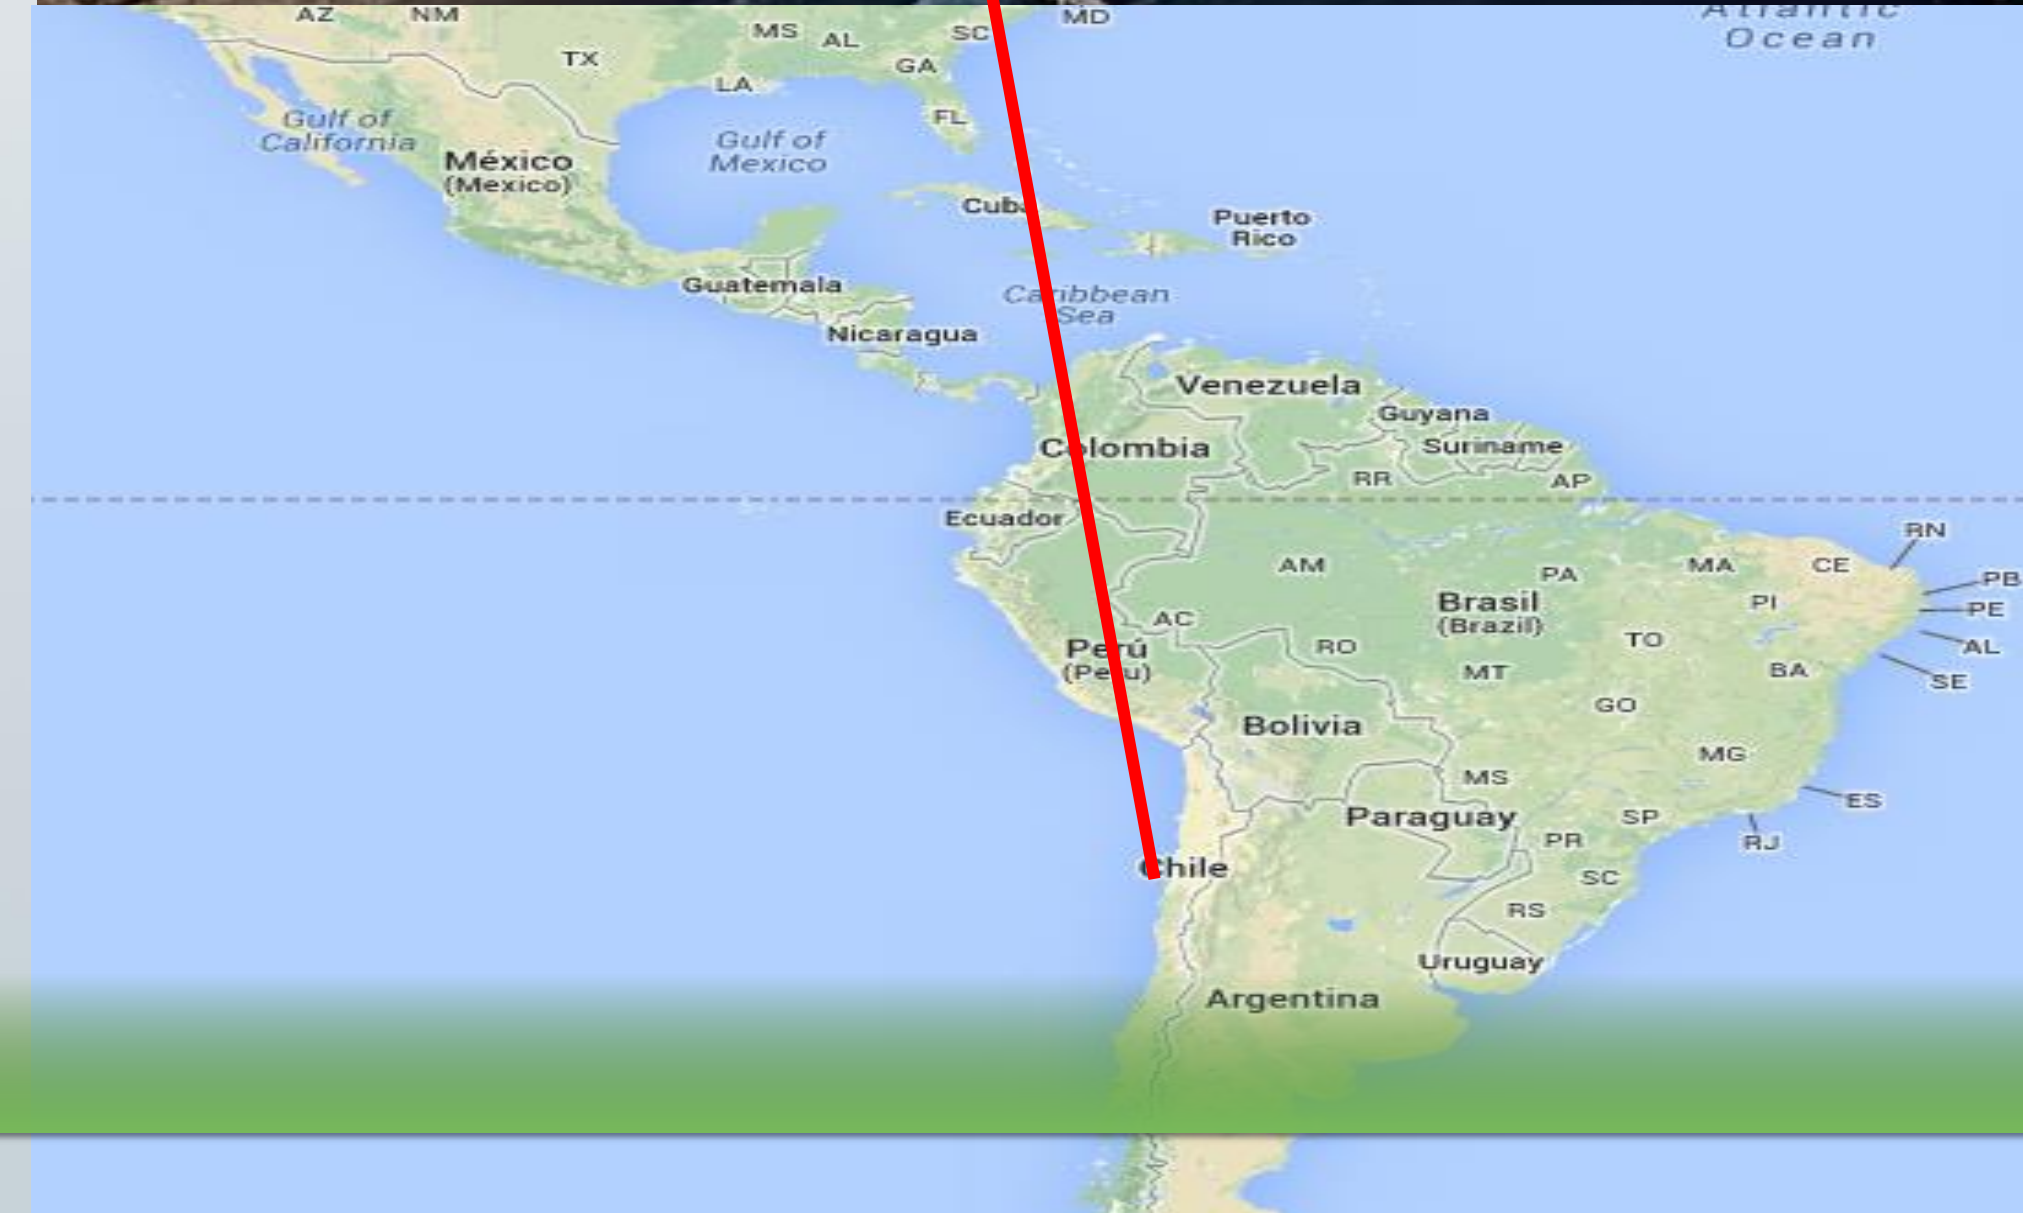 AZ
NM
MD
Atlantic
Ocean
MS
AL
SC
TX
GA
LA
FL
Gulf of
California
Gulf of
Mexico
México
(Mexico)
Cuba
Puerto
Rico
Guatemala
Caribbean
Sea
Nicaragua
Venezuela
Guyana
Colombia
Suriname
RR
AP
Ecuador
RN
AM
PA
MA
CE
PB
Brasil
(Brazil)
PI
PE
AC
TO
AL
Perú
(Peru)
RO
MT
BA
SE
GO
Bolivia
MG
MS
ES
Paraguay
SP
PR
RJ
Chile
SC
RS
Uruguay
Argentina